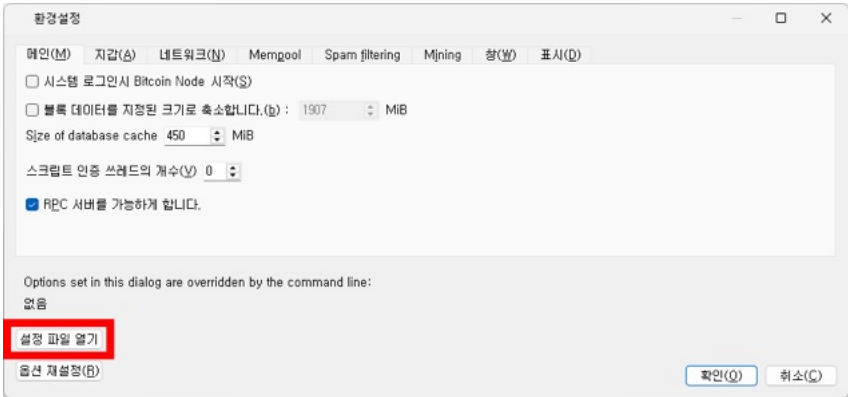 환경설정
메인(M) 지갑(A) 네트워크(N) Mempool Spam filtering Mining 창(W) 표시(D)
시스템 로그인시 Bitcoin Node 시작(S)
블록 데이터를 지정된 크기로 축소합니다.(b) : 1907 MiB
Size of database cache 450 MiB
스크립트 인증 쓰레드의 개수(V) 0
RPC 서버를 가능하게 합니다.
Options set in this dialog are overridden by the command line:
없음
설정 파일 열기
옵션 재설정(R)
확인(O) 취소(C)